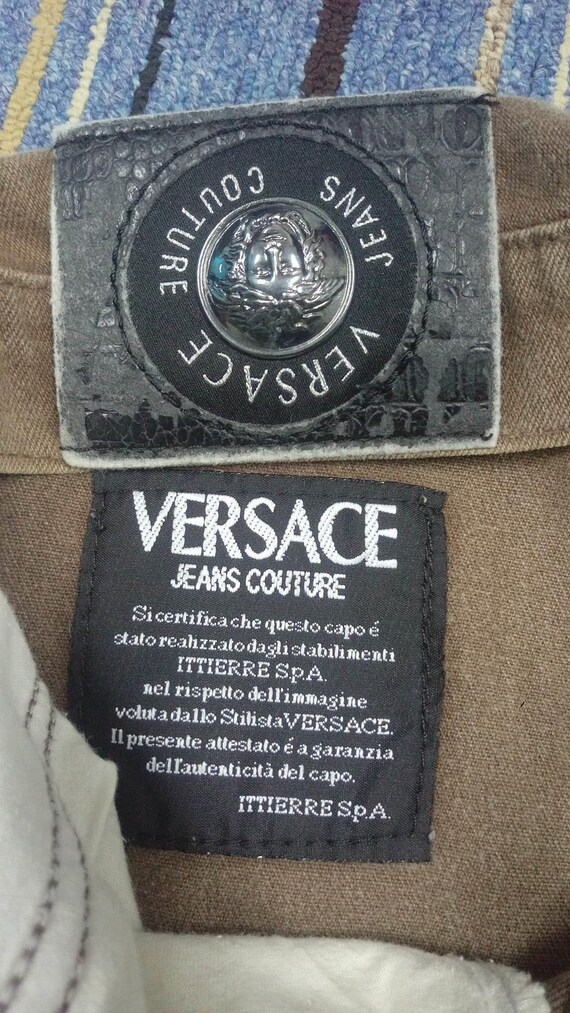 VERSACE
JEANS COUTURE
VERSACE
JEANS COUTURE
Si certifica che questo capo é
stato realizzato dagli stabilimenti
ITTIERRE S.p.A.
nel rispetto dell'immagine
voluta dallo Stilista VERSACE.
Il presente attestato é a garanzia
dell'autenticità del capo.
ITTIERRE S.p.A.